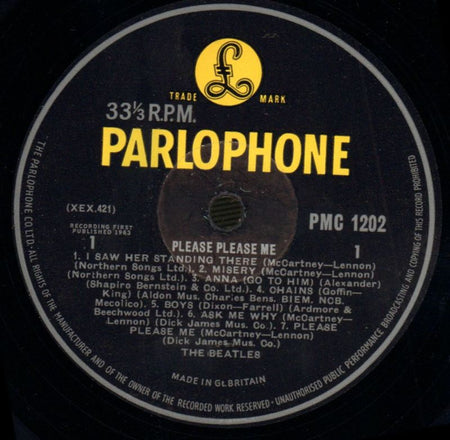 TRADE MARK
33⅓ R.P.M.
PARLOPHONE
(XEX.421)
PMC 1202
RECORDING FIRST
PUBLISHED 1963
1
PLEASE PLEASE ME
1
1. I SAW HER STANDING THERE (McCartney—Lennon)
(Northern Songs Ltd.). 2. MISERY (McCartney—Lennon)
(Northern Songs Ltd.). 3. ANNA (GO TO HIM) (Alexander)
(Shapiro Bernstein & Co. Ltd.). 4. CHAINS (Goffin—
King) (Aldon Mus. Charles Bens. BIEM. NCB.
Mecolico). 5. BOYS (Dixon—Farrell) (Ardmore &
Beechwood Ltd.). 6. ASK ME WHY (McCartney—
Lennon) (Dick James Mus. Co.). 7. PLEASE
PLEASE ME (McCartney—Lennon)
(Dick James Mus. Co.)
THE BEATLES
MADE IN GT. BRITAIN
THE PARLOPHONE CO LTD.—ALL RIGHTS OF THE MANUFACTURER AND OF THE OWNER OF THE RECORDED WORK RESERVED—UNAUTHORISED PUBLIC PERFORMANCE BROADCASTING AND COPYING OF THIS RECORD PROHIBITED